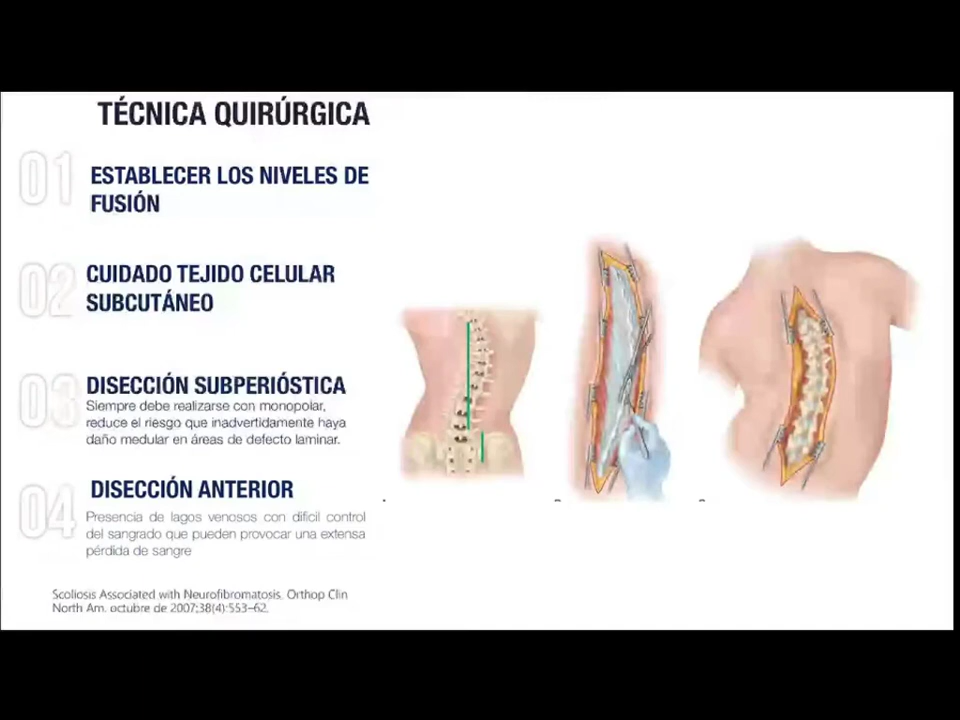 TÉCNICA QUIRÚRGICA
01
ESTABLECER LOS NIVELES DE
FUSIÓN
02
CUIDADO TEJIDO CELULAR
SUBCUTÁNEO
03
DISECCIÓN SUBPERIÓSTICA
Siempre debe realizarse con monopolar,
reduce el riesgo que inadvertidamente haya
daño medular en áreas de defecto laminar.
04
DISECCIÓN ANTERIOR
Presencia de lagos venosos con difícil control
del sangrado que pueden provocar una extensa
pérdida de sangre
Scoliosis Associated with Neurofibromatosis. Orthop Clin
North Am. octubre de 2007;38(4):553–62.